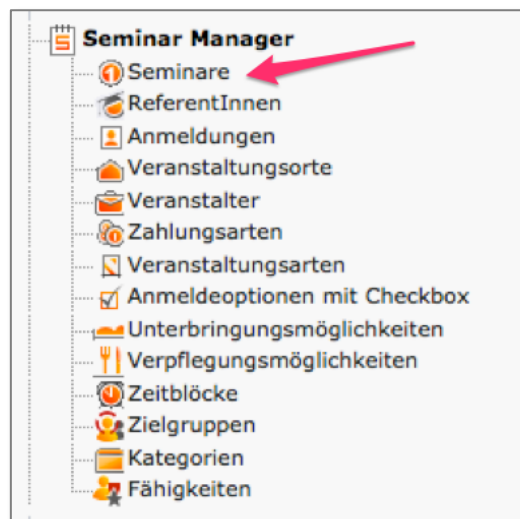 Seminar Manager
Seminare
ReferentInnen
Anmeldungen
Veranstaltungsorte
Veranstalter
Zahlungsarten
Veranstaltungsarten
Anmeldeoptionen mit Checkbox
Unterbringungsmöglichkeiten
Verpflegungsmöglichkeiten
Zeitblöcke
Zielgruppen
Kategorien
Fähigkeiten